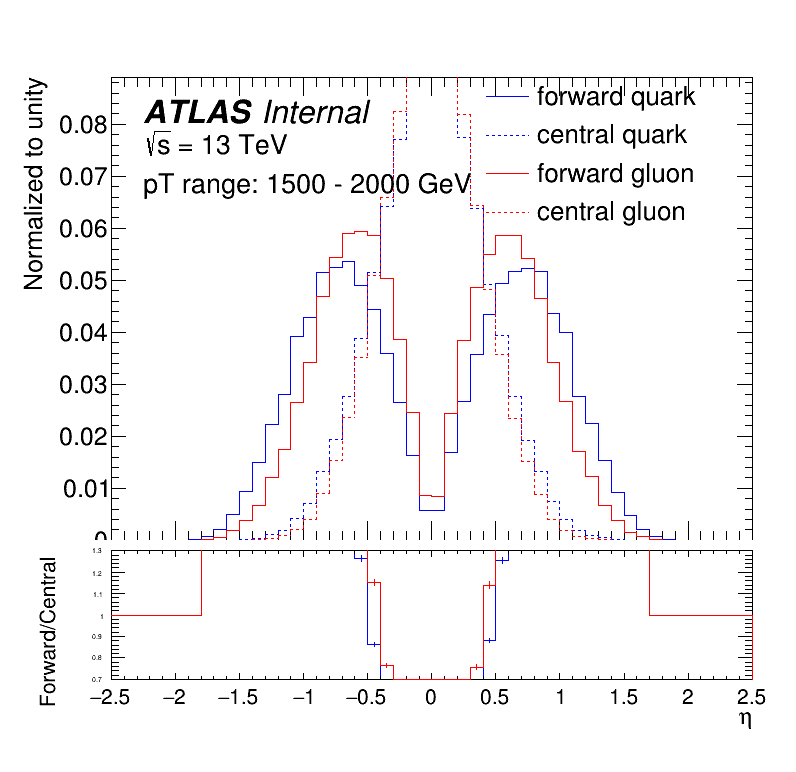 ATLAS Internal
√s = 13 TeV
pT range: 1500 - 2000 GeV
forward quark
central quark
forward gluon
central gluon
Normalized to unity
0.08
0.07
0.06
0.05
0.04
0.03
0.02
0.01
0
Forward/Central
1.3
1.2
1.1
1
0.9
0.8
0.7
−2.5 −2 −1.5 −1 −0.5 0 0.5 1 1.5 2 2.5
η